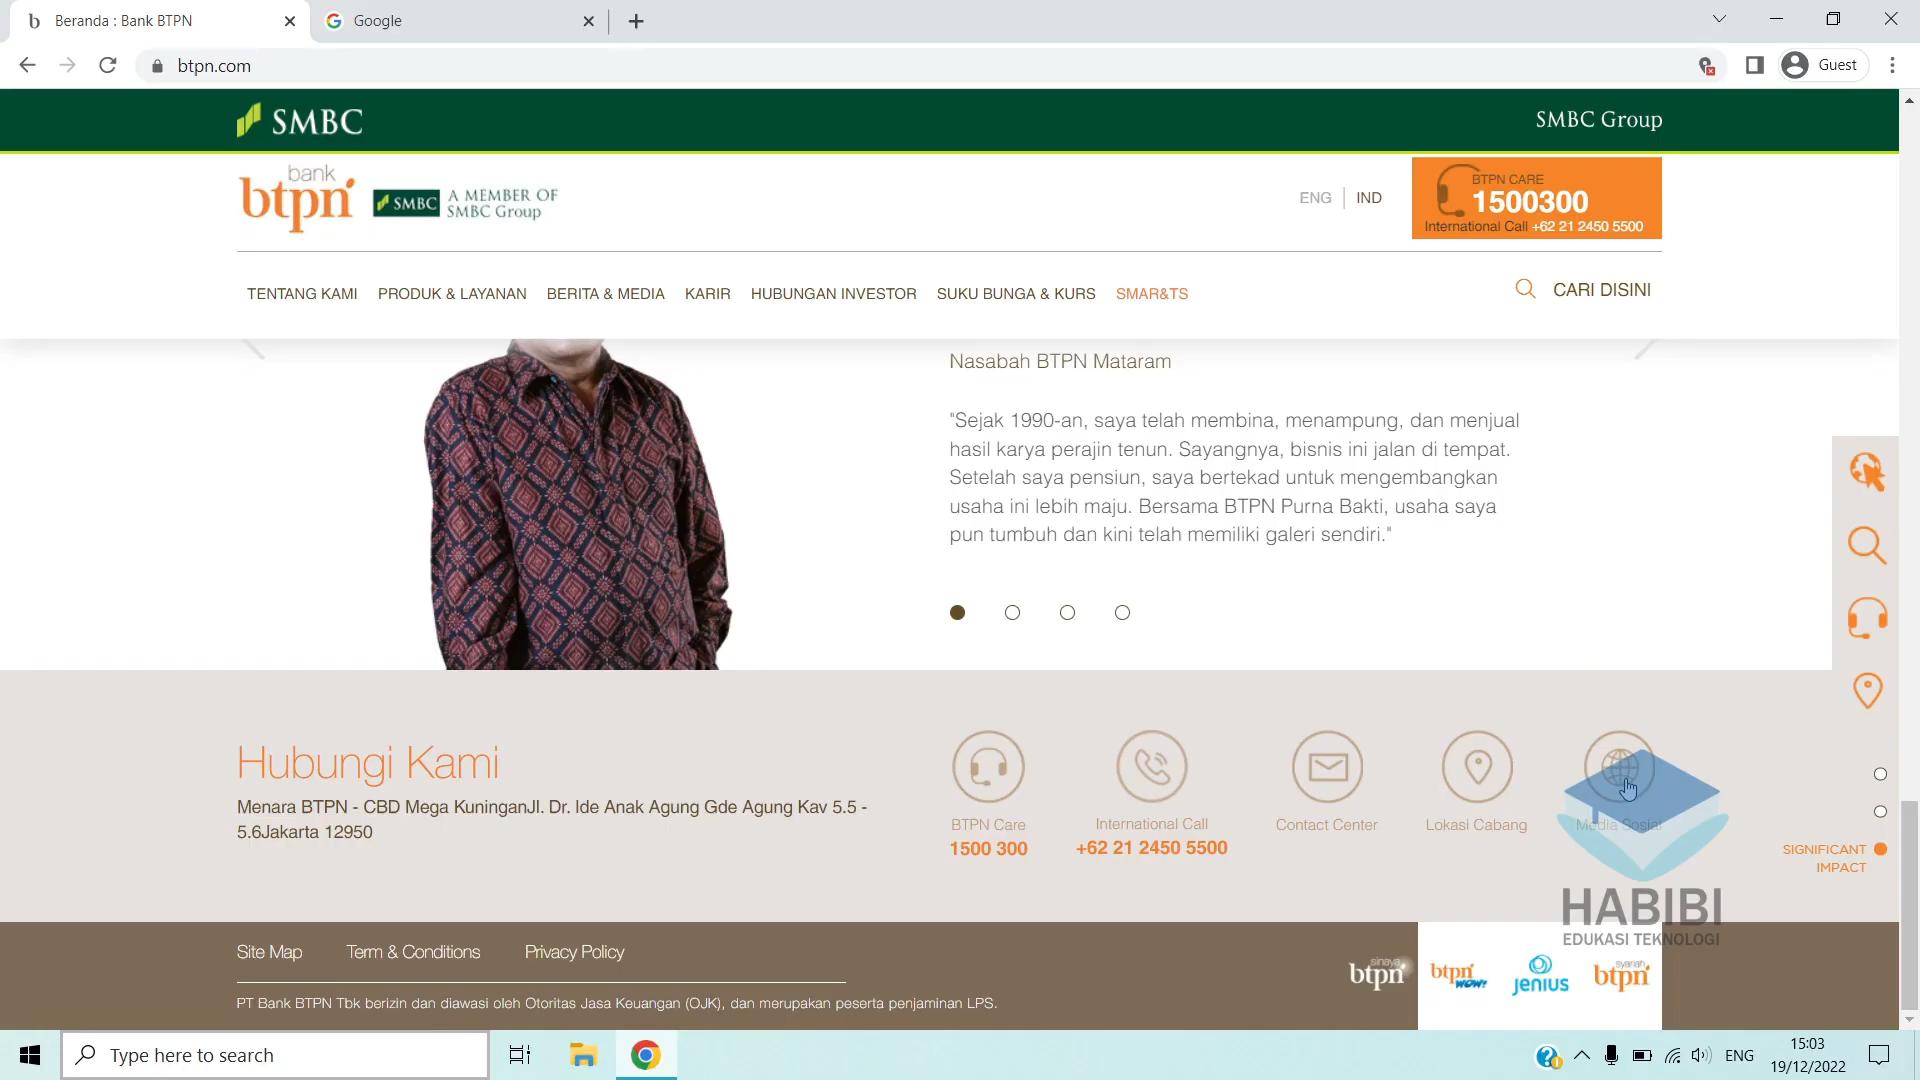 Beranda : Bank BTPN
Google
btpn.com
Guest
SMBC
SMBC Group
bank
btpn
SMBC
A MEMBER OF
SMBC Group
ENG
IND
BTPN CARE
1500300
International Call +62 21 2450 5500
TENTANG KAMI
PRODUK & LAYANAN
BERITA & MEDIA
KARIR
HUBUNGAN INVESTOR
SUKU BUNGA & KURS
SMAR&TS
CARI DISINI
Nasabah BTPN Mataram
"Sejak 1990-an, saya telah membina, menampung, dan menjual
hasil karya perajin tenun. Sayangnya, bisnis ini jalan di tempat.
Setelah saya pensiun, saya bertekad untuk mengembangkan
usaha ini lebih maju. Bersama BTPN Purna Bakti, usaha saya
pun tumbuh dan kini telah memiliki galeri sendiri."
Hubungi Kami
Menara BTPN - CBD Mega KuninganJl. Dr. Ide Anak Agung Gde Agung Kav 5.5 -
5.6Jakarta 12950
BTPN Care
1500 300
International Call
+62 21 2450 5500
Contact Center
Lokasi Cabang
Media Sosial
SIGNIFICANT
IMPACT
HABIBI
EDUKASI TEKNOLOGI
Site Map
Term & Conditions
Privacy Policy
PT Bank BTPN Tbk berizin dan diawasi oleh Otoritas Jasa Keuangan (OJK), dan merupakan peserta penjaminan LPS.
sinaya
btpn
btpn
wow!
jenius
syariah
btpn
Type here to search
ENG
15:03
19/12/2022